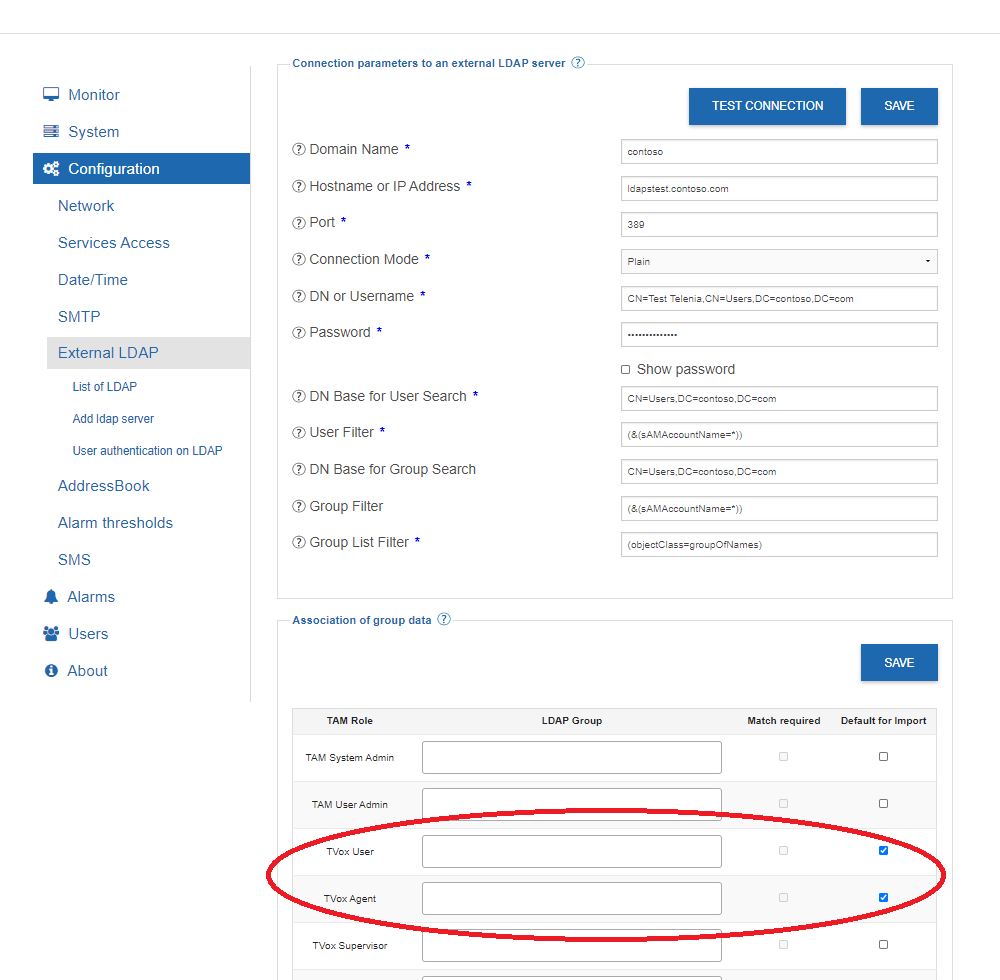 Monitor
System
Configuration
Network
Services Access
Date/Time
SMTP
External LDAP
List of LDAP
Add ldap server
User authentication on LDAP
AddressBook
Alarm thresholds
SMS
Alarms
Users
About
Connection parameters to an external LDAP server ?
TEST CONNECTION SAVE
? Domain Name * contoso
? Hostname or IP Address * ldapstest.contoso.com
? Port * 389
? Connection Mode * Plain
? DN or Username * CN=Test Telenia,CN=Users,DC=contoso,DC=com
? Password * ••••••••••••••
Show password
? DN Base for User Search * CN=Users,DC=contoso,DC=com
? User Filter * (&(sAMAccountName=*))
? DN Base for Group Search CN=Users,DC=contoso,DC=com
? Group Filter (&(sAMAccountName=*))
? Group List Filter * (objectClass=groupOfNames)
Association of group data ?
SAVE
TAM Role LDAP Group Match required Default for Import
TAM System Admin
TAM User Admin
TVox User
TVox Agent
TVox Supervisor